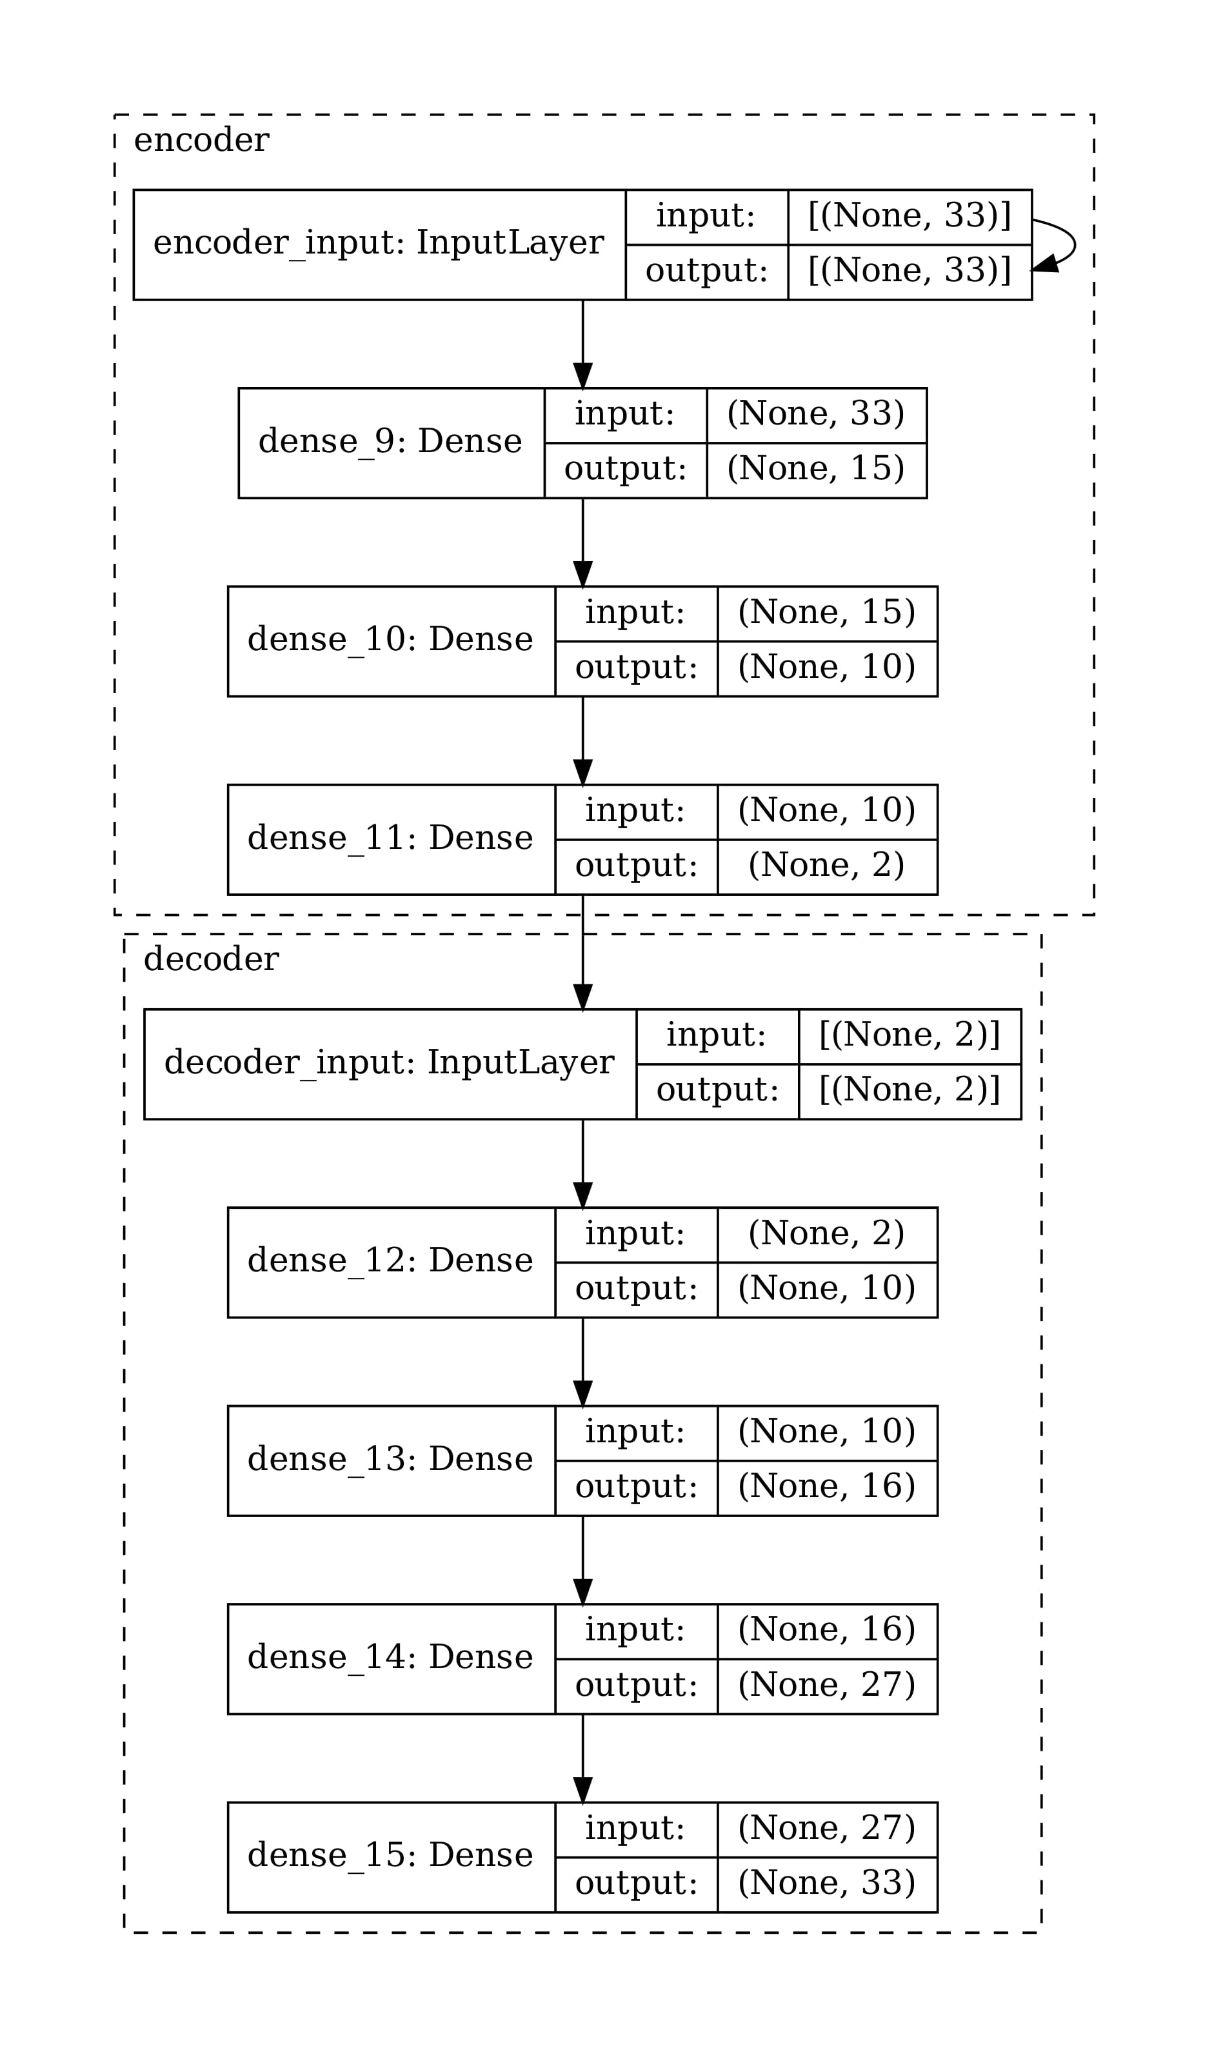 encoder
encoder_input: InputLayer
input: [(None, 33)]
output: [(None, 33)]
dense_9: Dense
input: (None, 33)
output: (None, 15)
dense_10: Dense
input: (None, 15)
output: (None, 10)
dense_11: Dense
input: (None, 10)
output: (None, 2)
decoder
decoder_input: InputLayer
input: [(None, 2)]
output: [(None, 2)]
dense_12: Dense
input: (None, 2)
output: (None, 10)
dense_13: Dense
input: (None, 10)
output: (None, 16)
dense_14: Dense
input: (None, 16)
output: (None, 27)
dense_15: Dense
input: (None, 27)
output: (None, 33)